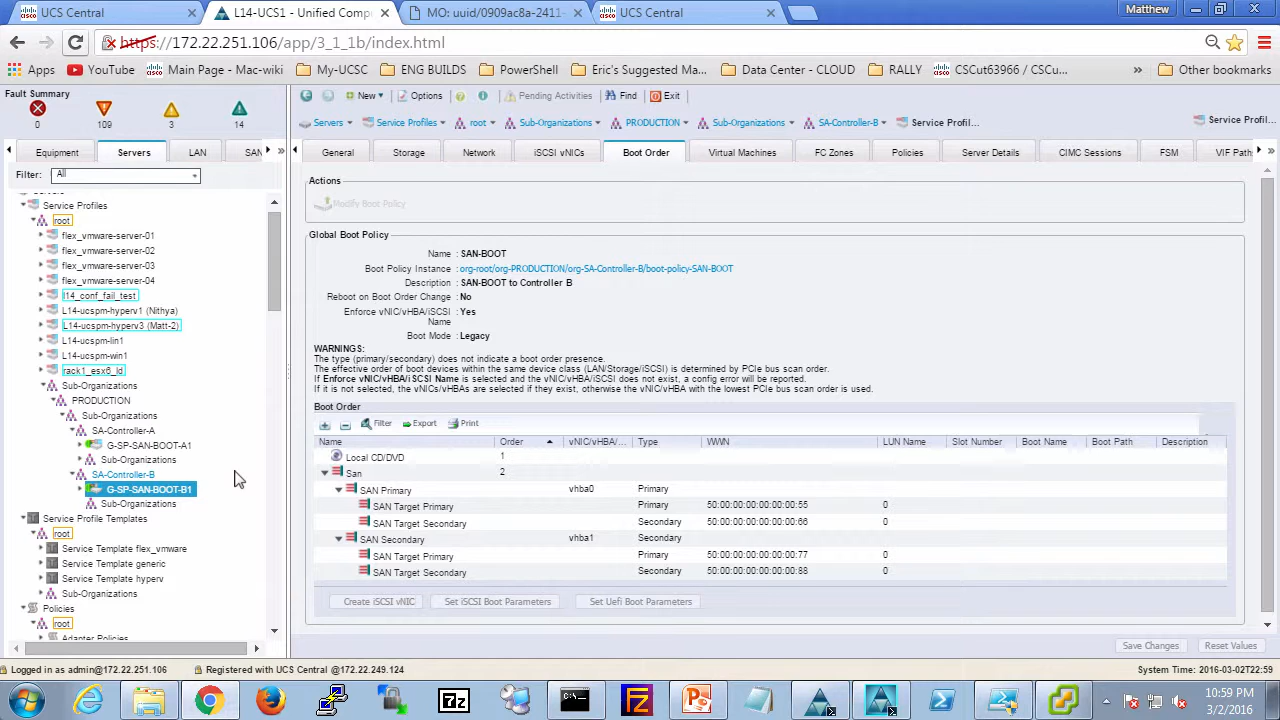 UCS Central
L14-UCS1 - Unified Comp
MO: uuid/0909ac8a-2411-
UCS Central
Matthew
https://172.22.251.106/app/3_1_1b/index.html
Apps YouTube Main Page - Mac-wiki My-UCSC ENG BUILDS PowerShell Eric's Suggested Ma... Data Center - CLOUD RALLY CSCut63966 / CSCu... » Other bookmarks
Fault Summary
0 109 3 14
New Options Pending Activities Find Exit
Servers Service Profiles root Sub-Organizations PRODUCTION Sub-Organizations SA-Controller-B Service Prof... Service Profil...
Equipment Servers LAN SAN »
General Storage Network iSCSI vNICs Boot Order Virtual Machines FC Zones Policies Server Details CIMC Sessions FSM VIF Path »
Filter: All
Service Profiles
root
flex_vmware-server-01
flex_vmware-server-02
flex_vmware-server-03
flex_vmware-server-04
l14_conf_fail_test
L14-ucspm-hyperv1 (Nithya)
L14-ucspm-hyperv3 (Matt-2)
L14-ucspm-lin1
L14-ucspm-win1
rack1_esx6_ld
Sub-Organizations
PRODUCTION
Sub-Organizations
SA-Controller-A
G-SP-SAN-BOOT-A1
Sub-Organizations
SA-Controller-B
G-SP-SAN-BOOT-B1
Sub-Organizations
Service Profile Templates
root
Service Template flex_vmware
Service Template generic
Service Template hyperv
Sub-Organizations
Policies
root
Adapter Policies
Actions
Modify Boot Policy
Global Boot Policy
Name : SAN-BOOT
Boot Policy Instance : org-root/org-PRODUCTION/org-SA-Controller-B/boot-policy-SAN-BOOT
Description : SAN-BOOT to Controller B
Reboot on Boot Order Change : No
Enforce vNIC/vHBA/iSCSI Name : Yes
Boot Mode : Legacy
WARNINGS:
The type (primary/secondary) does not indicate a boot order presence.
The effective order of boot devices within the same device class (LAN/Storage/iSCSI) is determined by PCIe bus scan order.
If Enforce vNIC/vHBA/iSCSI Name is selected and the vNIC/vHBA/iSCSI does not exist, a config error will be reported.
If it is not selected, the vNICs/vHBAs are selected if they exist, otherwise the vNIC/vHBA with the lowest PCIe bus scan order is used.
Boot Order
Filter Export Print
Name Order vNIC/vHBA/... Type WWN LUN Name Slot Number Boot Name Boot Path Description
Local CD/DVD 1
San 2
SAN Primary vhba0 Primary
SAN Target Primary Primary 50:00:00:00:00:00:00:55 0
SAN Target Secondary Secondary 50:00:00:00:00:00:00:66 0
SAN Secondary vhba1 Secondary
SAN Target Primary Primary 50:00:00:00:00:00:00:77 0
SAN Target Secondary Secondary 50:00:00:00:00:00:00:88 0
Create iSCSI vNIC Set iSCSI Boot Parameters Set Uefi Boot Parameters
Save Changes Reset Values
Logged in as admin@172.22.251.106 Registered with UCS Central @172.22.249.124 System Time: 2016-03-02T22:59
10:59 PM
3/2/2016